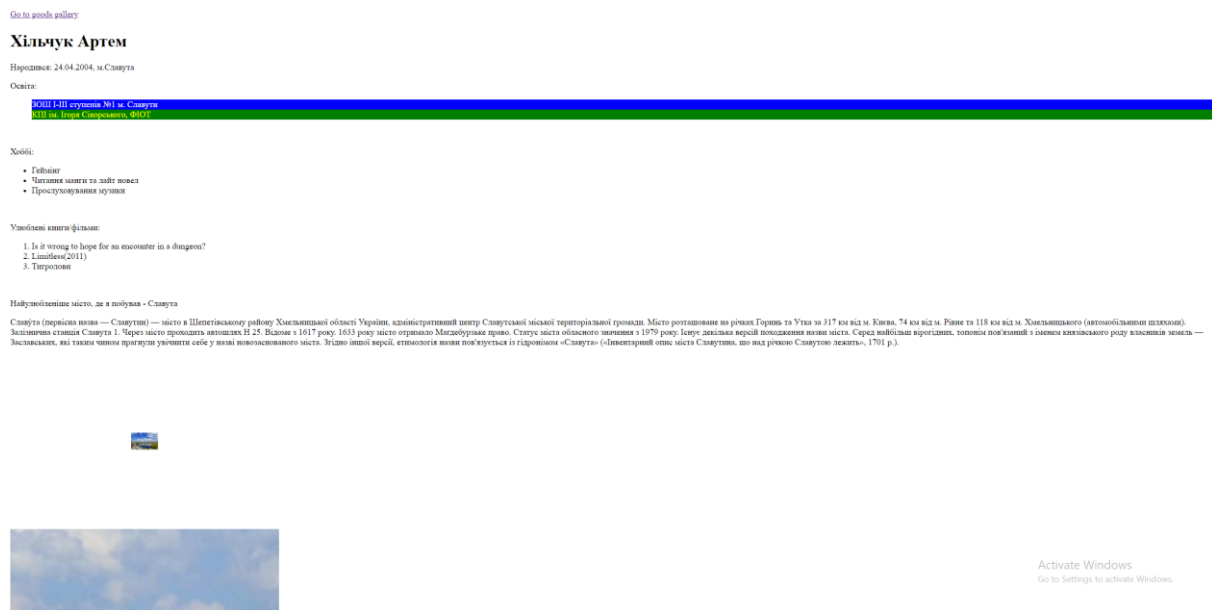 Go to goods gallery
Хільчук Артем
Народився: 24.04.2004, м.Славута
Освіта:
ЗОШ І-ІІІ ступенів №1 м. Славути
КПІ ім. Ігоря Сікорського, ФІОТ
Хоббі:
• Геймінг
• Читання манги та лайт новел
• Прослуховування музики
Улюблені книги/фільми:
1. Is it wrong to hope for an encounter in a dungeon?
2. Limitless(2011)
3. Тигролови
Найулюбленіше місто, де я побував - Славута
Славу́та (первісна назва — Славутин) — місто в Шепетівському району Хмельницької області України, адміністративний центр Славутської міської територіальної громади. Місто розташоване на річках Горинь та Утка за 317 км від м. Києва, 74 км від м. Рівне та 118 км від м. Хмельницького (автомобільними шляхами).
Залізнична станція Славута 1. Через місто проходить автошлях Н 25. Відоме з 1617 року. 1633 року місто отримало Магдебурзьке право. Статус міста обласного значення з 1979 року. Існує декілька версій походження назви міста. Серед найбільш вірогідних, топонім пов'язаний з іменем князівського роду власників земель —
Заславських, які таким чином прагнули увічнити себе у назві новозаснованого міста. Згідно іншої версії, етимологія назви пов'язується із гідронімом «Славута» («Інвентарний опис міста Славутина, що над річкою Славутою лежить», 1701 р.).
Activate Windows
Go to Settings to activate Windows.